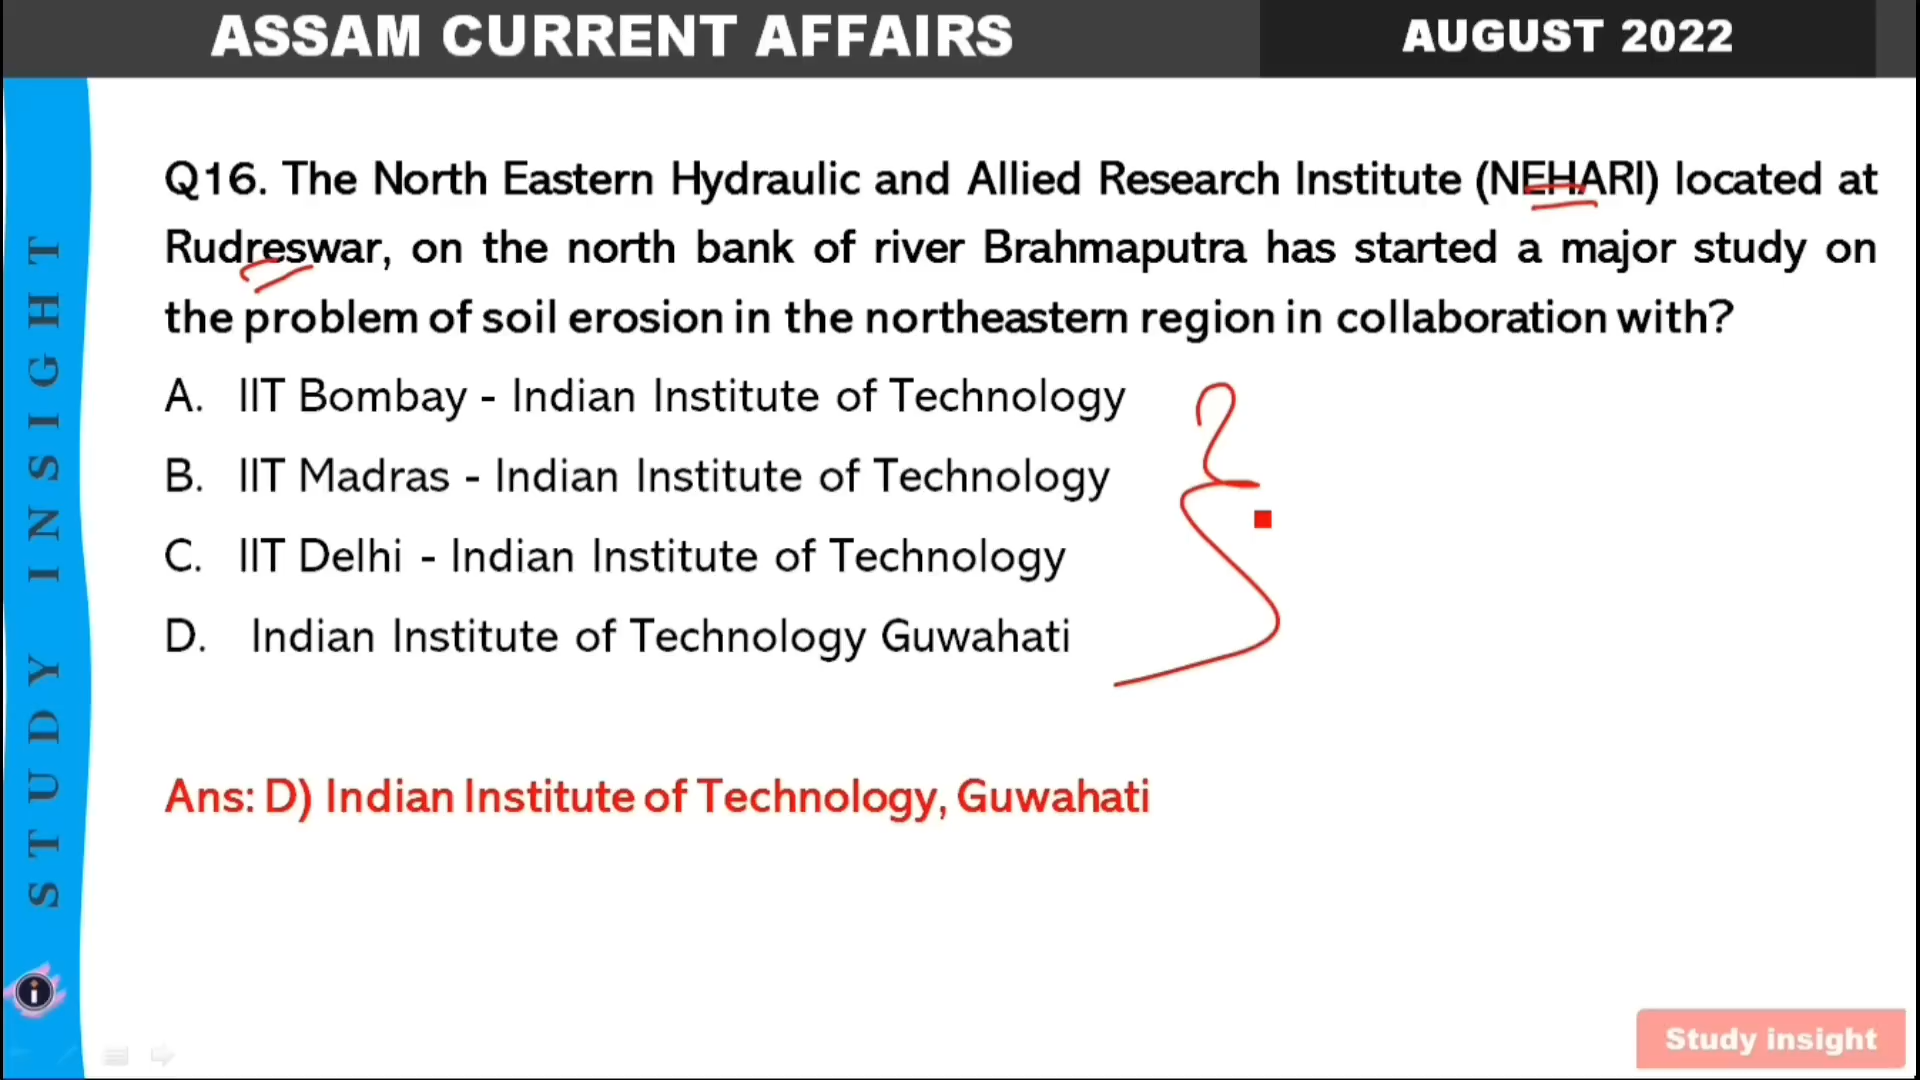 ASSAM CURRENT AFFAIRS
AUGUST 2022
Q16. The North Eastern Hydraulic and Allied Research Institute (NEHARI) located at
Rudreswar, on the north bank of river Brahmaputra has started a major study on
the problem of soil erosion in the northeastern region in collaboration with?
A. IIT Bombay - Indian Institute of Technology
B. IIT Madras - Indian Institute of Technology
C. IIT Delhi - Indian Institute of Technology
D. Indian Institute of Technology Guwahati
Ans: D) Indian Institute of Technology, Guwahati
STUDY INSIGHT
i
Study insight